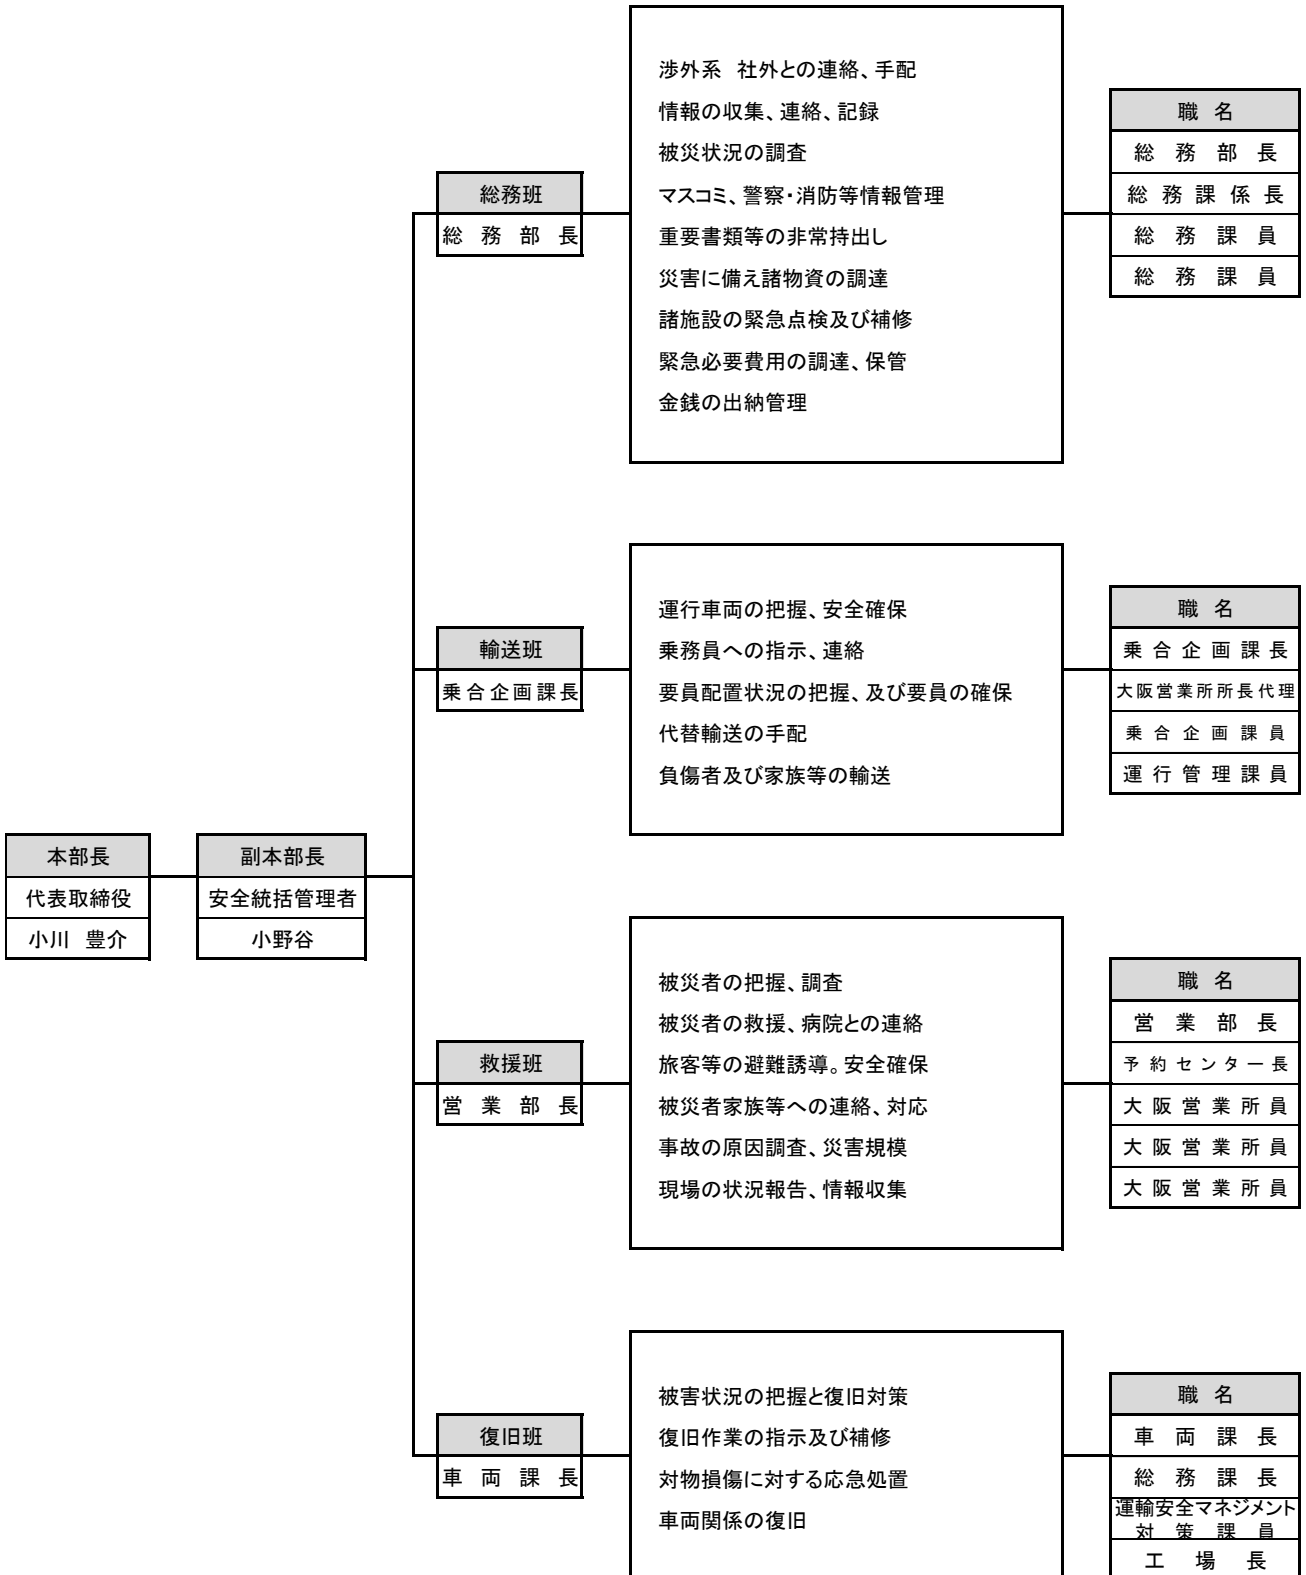 本部長
代表取締役
小川 豊介
副本部長
安全統括管理者
小野谷
総務班
総務部長
渉外系 社外との連絡、手配
情報の収集、連絡、記録
被災状況の調査
マスコミ、警察・消防等情報管理
重要書類等の非常持出し
災害に備え諸物資の調達
諸施設の緊急点検及び補修
緊急必要費用の調達、保管
金銭の出納管理
職名
総務部長
総務課係長
総務課員
総務課員
輸送班
乗合企画課長
運行車両の把握、安全確保
乗務員への指示、連絡
要員配置状況の把握、及び要員の確保
代替輸送の手配
負傷者及び家族等の輸送
職名
乗合企画課長
大阪営業所所長代理
乗合企画課員
運行管理課員
救援班
営業部長
被災者の把握、調査
被災者の救援、病院との連絡
旅客等の避難誘導。安全確保
被災者家族等への連絡、対応
事故の原因調査、災害規模
現場の状況報告、情報収集
職名
営業部長
予約センター長
大阪営業所員
大阪営業所員
大阪営業所員
復旧班
車両課長
被害状況の把握と復旧対策
復旧作業の指示及び補修
対物損傷に対する応急処置
車両関係の復旧
職名
車両課長
総務課長
運輸安全マネジメント
対策課員
工場長